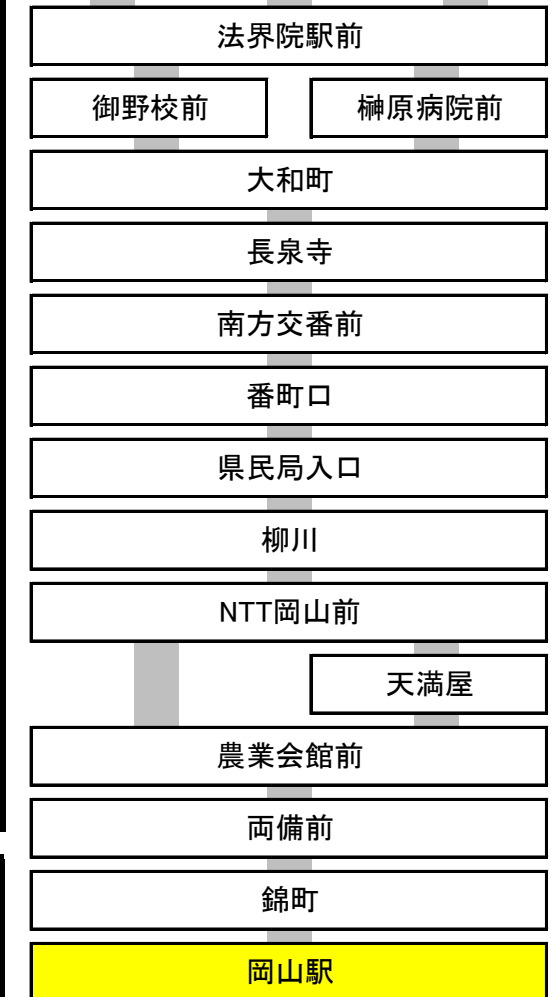 法界院駅前
御野校前
榊原病院前
大和町
長泉寺
南方交番前
番町口
県民局入口
柳川
NTT岡山前
天満屋
農業会館前
両備前
錦町
岡山駅